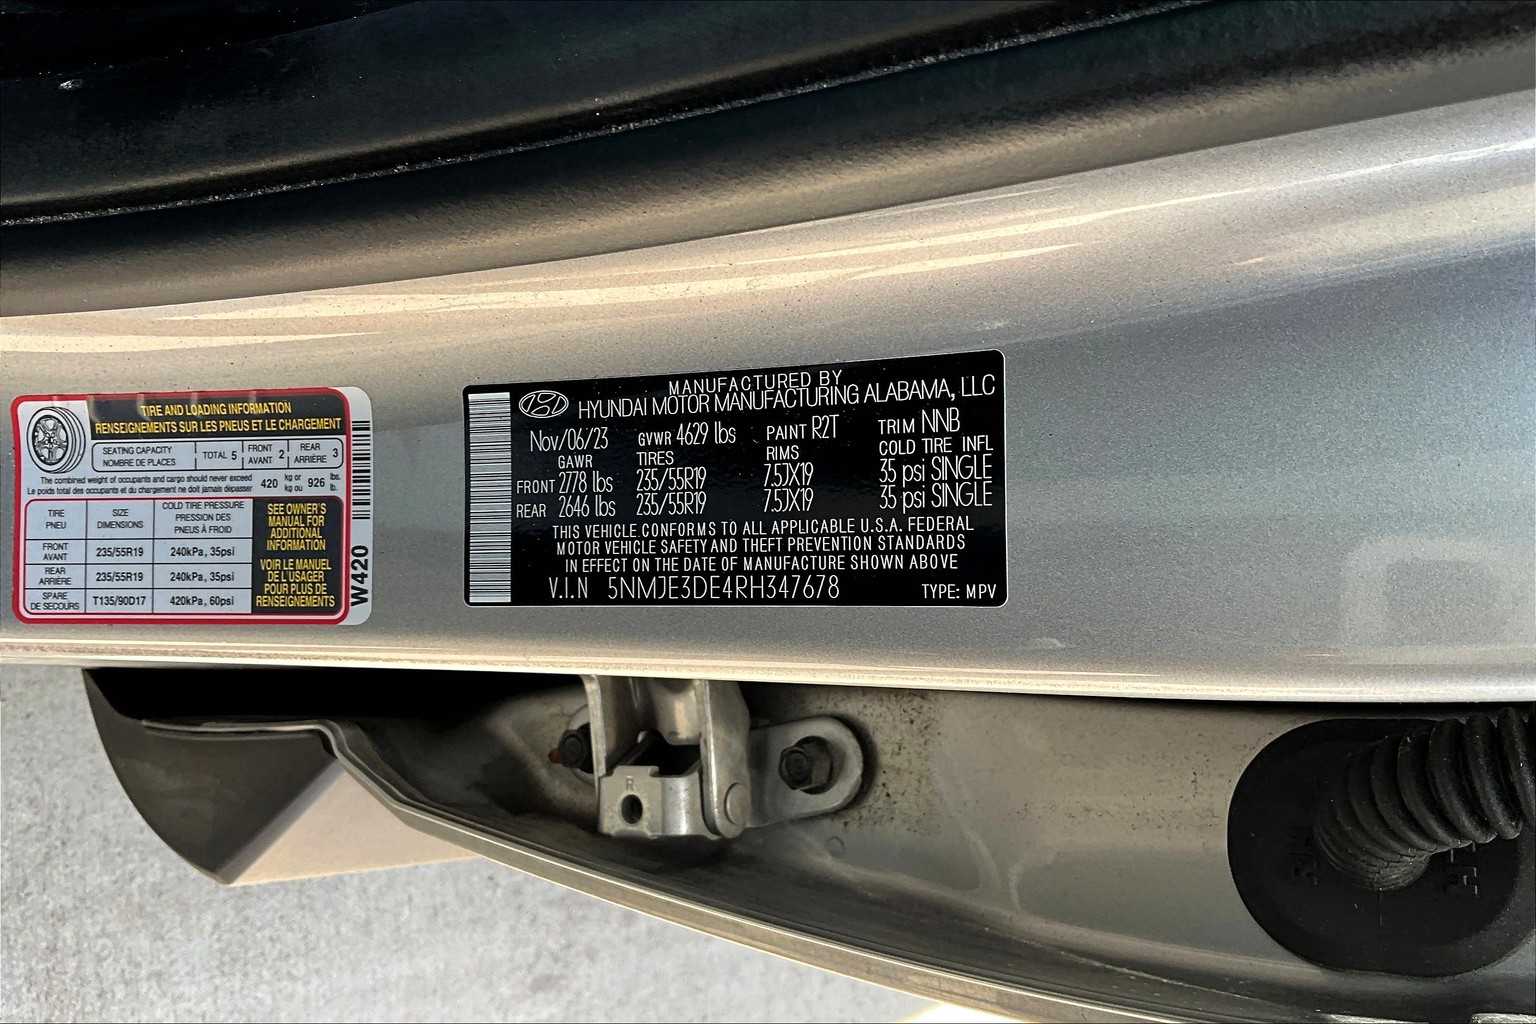 TIRE AND LOADING INFORMATION
RENSEIGNEMENTS SUR LES PNEUS ET LE CHARGEMENT
SEATING CAPACITY
NOMBRE DE PLACES
TOTAL 5
FRONT
AVANT 2
REAR
ARRIÈRE 3
The combined weight of occupants and cargo should never exceed
Le poids total des occupants et du chargement ne doit jamais dépasser
420 kg or
kg ou
926 lbs.
lb.
TIRE
PNEU
SIZE
DIMENSIONS
COLD TIRE PRESSURE
PRESSION DES
PNEUS À FROID
FRONT
AVANT
235/55R19
240kPa, 35psi
REAR
ARRIÈRE
235/55R19
240kPa, 35psi
SPARE
DE SECOURS
T135/90D17
420kPa, 60psi
SEE OWNER'S
MANUAL FOR
ADDITIONAL
INFORMATION
VOIR LE MANUEL
DE L'USAGER
POUR PLUS DE
RENSEIGNEMENTS
W420
MANUFACTURED BY
HYUNDAI MOTOR MANUFACTURING ALABAMA, LLC
Nov/06/23 GVWR 4629 lbs PAINT R2T TRIM NNB
GAWR TIRES RIMS COLD TIRE INFL
FRONT 2778 lbs 235/55R19 7.5JX19 35 psi SINGLE
REAR 2646 lbs 235/55R19 7.5JX19 35 psi SINGLE
THIS VEHICLE CONFORMS TO ALL APPLICABLE U.S.A. FEDERAL
MOTOR VEHICLE SAFETY AND THEFT PREVENTION STANDARDS
IN EFFECT ON THE DATE OF MANUFACTURE SHOWN ABOVE
V.I.N 5NMJE3DE4RH347678 TYPE: MPV
R